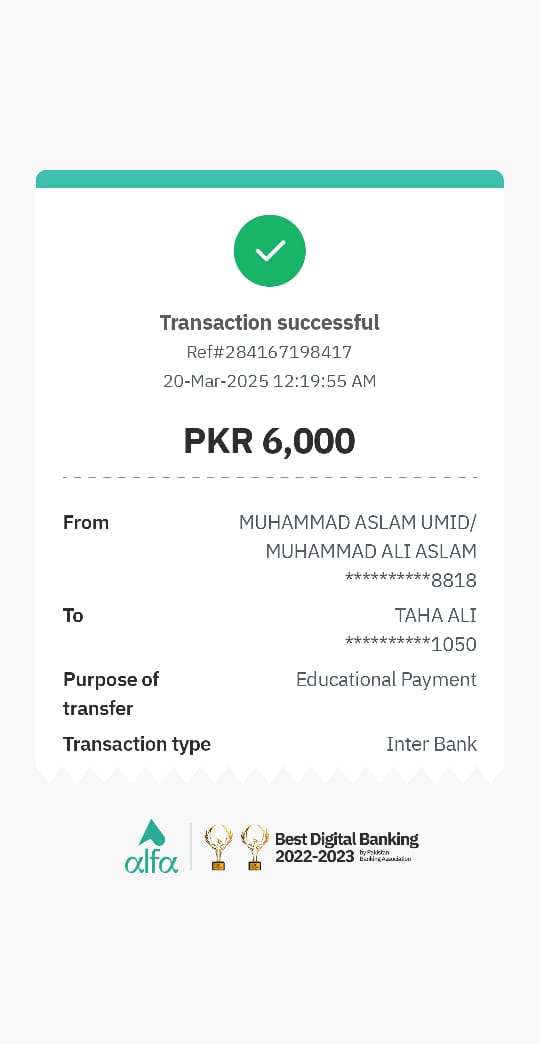 Transaction successful
Ref#284167198417
20-Mar-2025 12:19:55 AM
PKR 6,000
From MUHAMMAD ASLAM UMID/
MUHAMMAD ALI ASLAM
**********8818
To TAHA ALI
**********1050
Purpose of Educational Payment
transfer
Transaction type Inter Bank
alfa
Best Digital Banking
2022-2023 by Pakistan
Banking Association